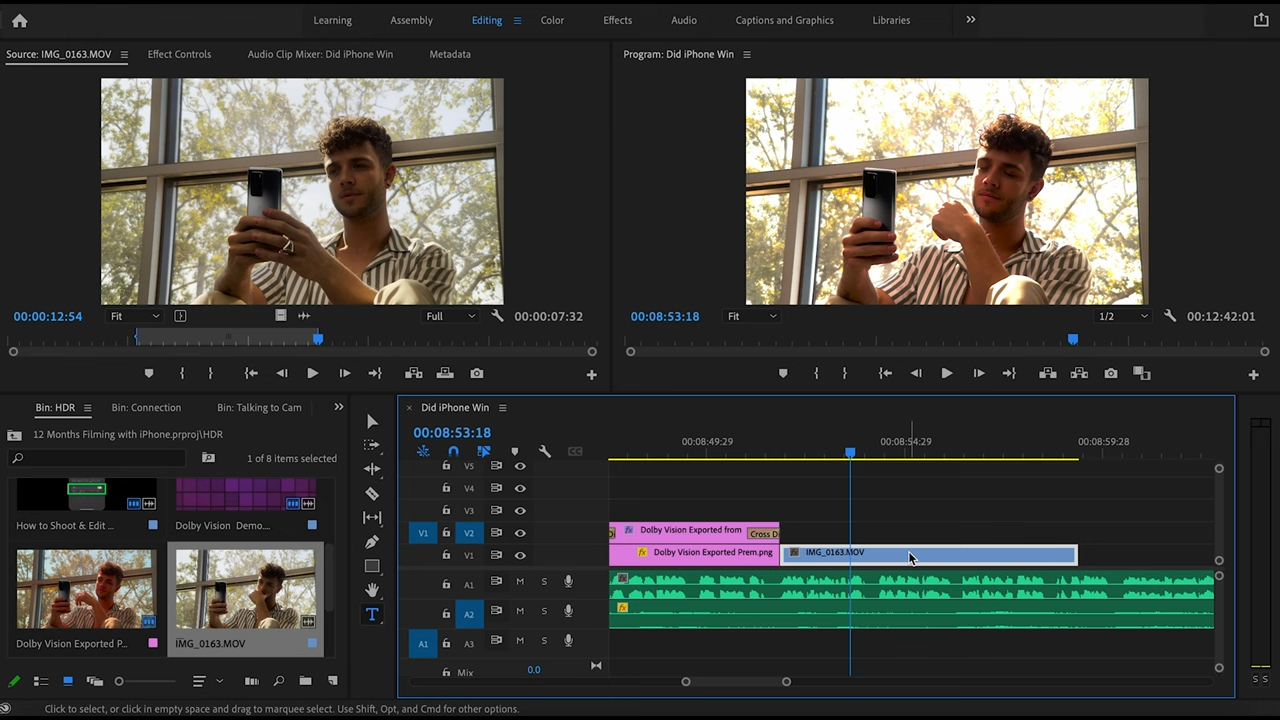 Learning Assembly Editing Color Effects Audio Captions and Graphics Libraries
Source: IMG_0163.MOV Effect Controls Audio Clip Mixer: Did iPhone Win Metadata
Program: Did iPhone Win
00:00:12:54 Fit Full 00:00:07:32
00:08:53:18 Fit 1/2 00:12:42:01
Bin: HDR Bin: Connection Bin: Talking to Cam
12 Months Filming with iPhone.prproj\HDR
1 of 8 items selected
How to Shoot & Edit ... Dolby Vision Demo....
Dolby Vision Exported P... IMG_0163.MOV
× Did iPhone Win
00:08:53:18
00:08:49:29 00:08:54:29 00:08:59:28
V5
V4
V3
V1 V2 Dolby Vision Exported from Cross D
V1 Dolby Vision Exported Prem.png IMG_0163.MOV
A1 M S
A2 M S
A1 A3 M S
Mix 0.0
S S
Click to select, or click in empty space and drag to marquee select. Use Shift, Opt, and Cmd for other options.